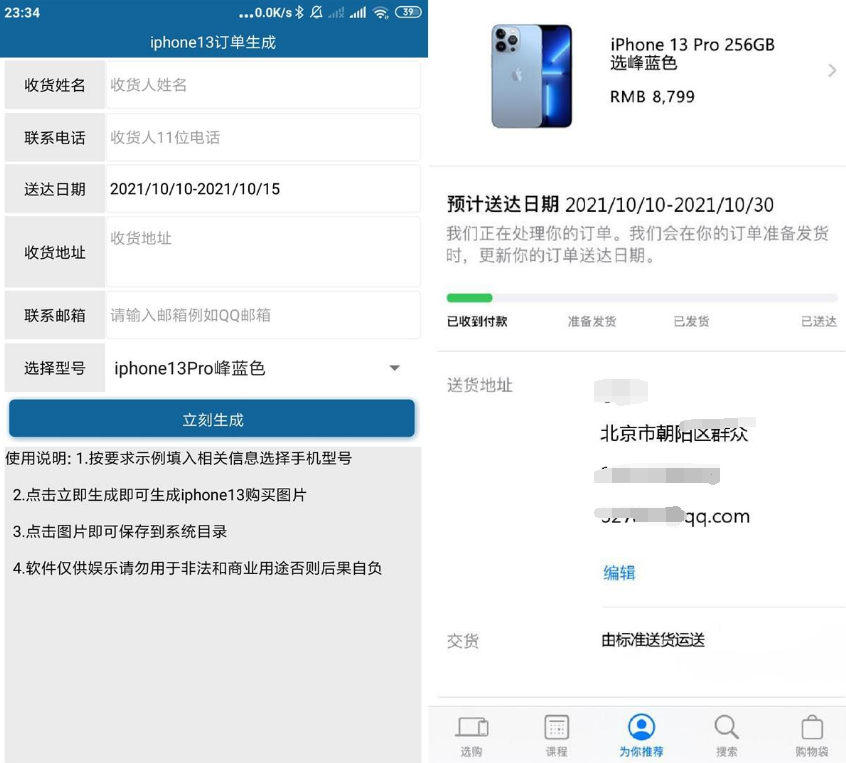 23:34
...0.0K/s
39
iphone13订单生成
收货姓名
收货人姓名
联系电话
收货人11位电话
送达日期
2021/10/10-2021/10/15
收货地址
收货地址
联系邮箱
请输入邮箱例如QQ邮箱
选择型号
iphone13Pro峰蓝色
立刻生成
使用说明: 1.按要求示例填入相关信息选择手机型号
2.点击立即生成即可生成iphone13购买图片
3.点击图片即可保存到系统目录
4.软件仅供娱乐请勿用于非法和商业用途否则后果自负
iPhone 13 Pro 256GB
选峰蓝色
RMB 8,799
预计送达日期 2021/10/10-2021/10/30
我们正在处理你的订单。我们会在你的订单准备发货
时，更新你的订单送达日期。
已收到付款
准备发货
已发货
已送达
送货地址
北京市朝阳区群众
qq.com
编辑
交货
由标准送货运送
选购
课程
为你推荐
搜索
购物袋